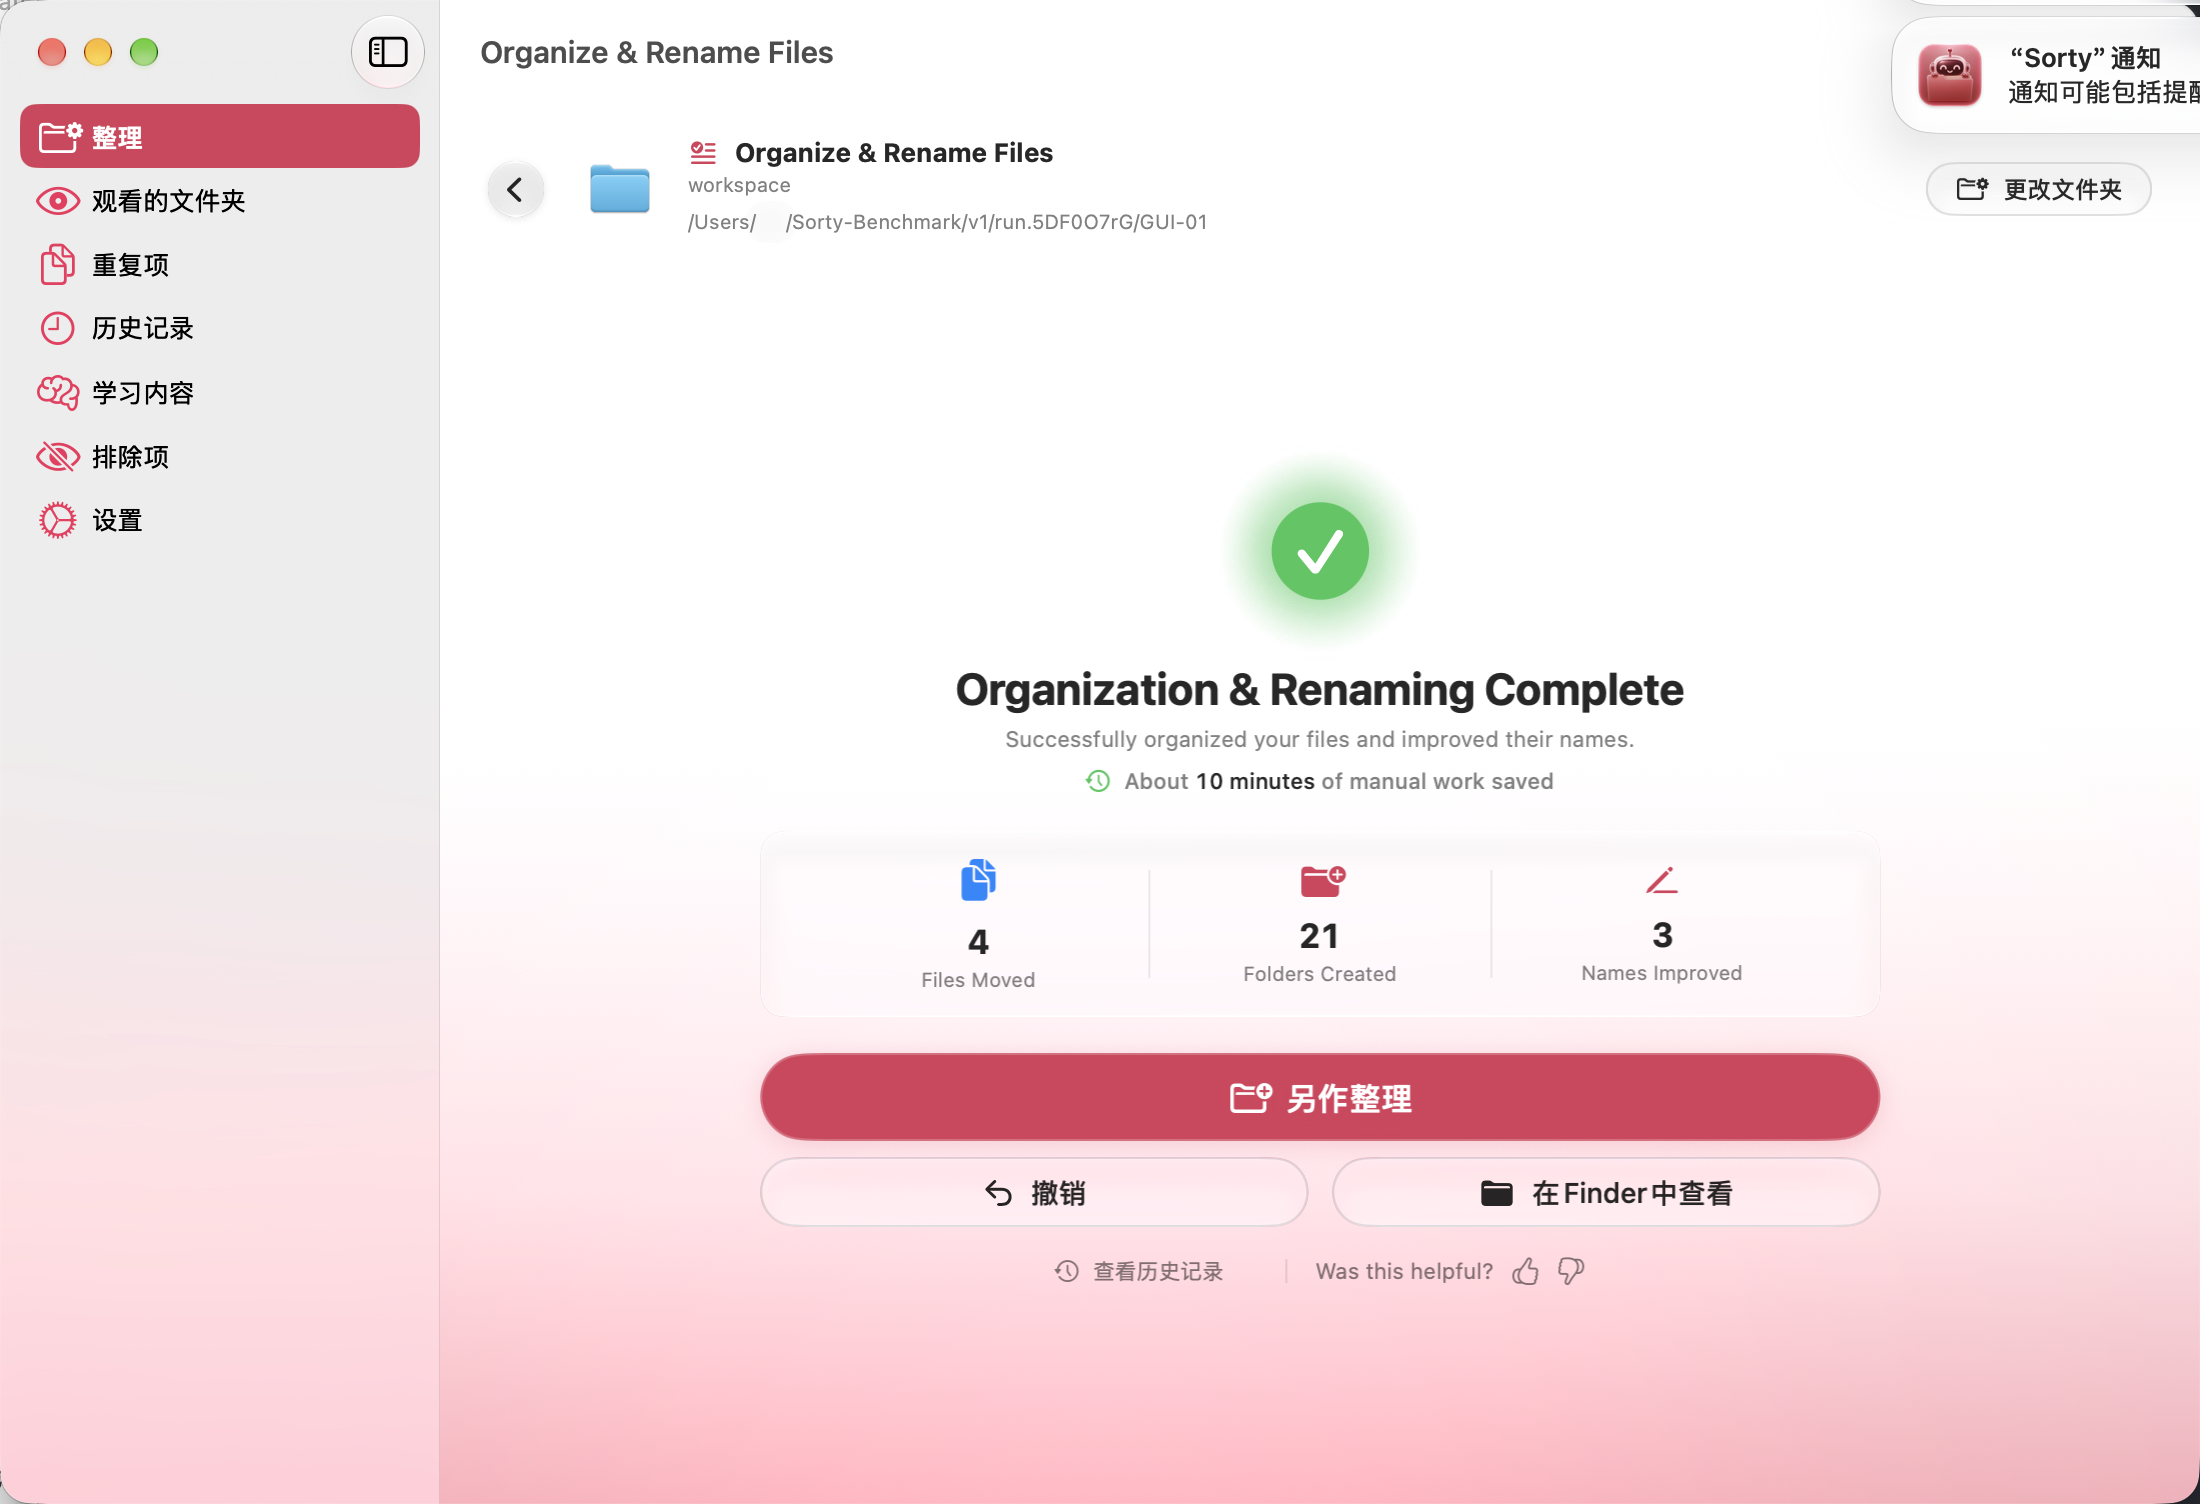 Organize & Rename Files
“Sorty” 通知
整理
观看的文件夹
重复项
历史记录
学习内容
排除项
设置
Organize & Rename Files
workspace
/Users/ /Sorty-Benchmark/v1/run.5DF0O7rG/GUI-01
通知可能包括提醒
更改文件夹
Organization & Renaming Complete
Successfully organized your files and improved their names.
About 10 minutes of manual work saved
4
Files Moved
21
Folders Created
3
Names Improved
另作整理
撤销
在Finder中查看
查看历史记录
Was this helpful?